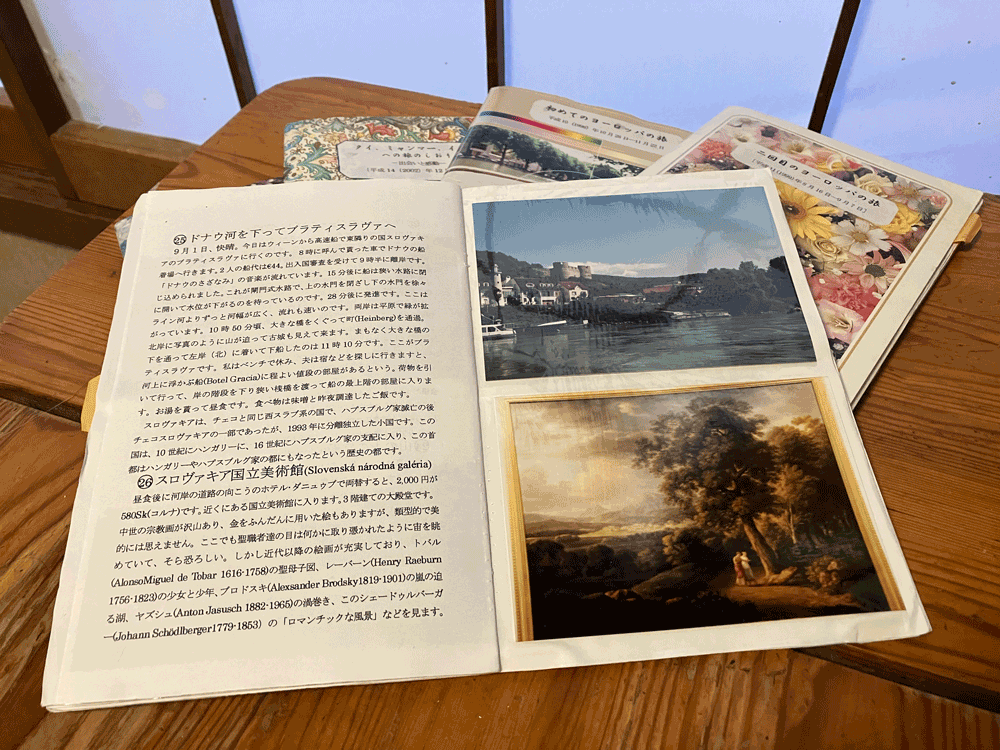 タイ、ミャンマー、イ
への旅のしおり
[平成14 (2002) 年12
初めてのヨーロッパの旅
二回目のヨーロッパの旅
㉕ドナウ河を下ってブラティスラヴァへ
9月1日、快晴。今日はウィーンから高速船で東隣りの国スロヴァキ
アのブラティスラヴァに行くのです。8時に呼んで貰った車でドナウの船
着場へ行きます。2人の船代は€44。出入国審査を受けて9時半に離岸です。
「ドナウのさざなみ」の音楽が流れています。15分後に船は狭い水路に閉
じ込められました。これが閘門式水路で、上の水門を閉ざし下の水門を徐々
に開いて水位が下がるのを待っているのです。28分後に発進です。ここは
ライン河よりずっと河幅が広く、流れも速いのです。両岸は平原で緑が拡
がっています。10時50分頃、大きな橋をくぐって町(Heinberg)を通過。
北岸に写真のように山が迫って古城も見えて来ます。まもなく大きな橋の
下を通って左岸（北）に着いて下船したのは11時10分です。ここがブラ
ティスラヴァです。私はベンチで休み、夫は宿などを探しに行きますと、
河上に浮かぶ船(Botel Gracia)に程よい値段の部屋があるという。荷物を引
いて行って、岸の階段を下り狭い桟橋を渡って船の最上階の部屋に入りま
す。お湯を貰って昼食です。食べ物は味噌と昨夜調達したご飯です。
スロヴァキアは、チェコと同じ西スラブ系の国で、ハプスブルグ家滅亡の後
チェコスロヴァキアの一部であったが、1993年に分離独立した小国です。この
国は、10世紀にハンガリーに、16世紀にハプスブルグ家の支配に入り、この首
都はハンガリーやハプスブルグ家の都にもなったという歴史の都です。
㉖スロヴァキア国立美術館(Slovenská národná galéria)
昼食後に河岸の道路の向こうのホテル・ダニュッブで両替すると、2,000円が
580Sk(コルナ)です。近くにある国立美術館に入ります。3階建ての大殿堂です。
中世の宗教画が沢山あり、金をふんだんに用いた絵もありますが、類型的で美
的には思えません。ここでも聖職者達の目は何かに取り憑かれたように宙を眺
めていて、そら恐ろしい。しかし近代以降の絵画が充実しており、トバル
(AlonsoMiguel de Tobar 1616-1758)の聖母子図、レーバーン(Henry Raeburn
1756-1823)の少女と少年、ブロドスキ(Alexsander Brodsky1819-1901)の嵐の迫
る湖、ヤズシュ(Anton Jasusch 1882-1965)の渦巻き、このシェードゥルバーガ
ー(Johann Schödlberger1779-1853) の「ロマンチックな風景」などを見ます。